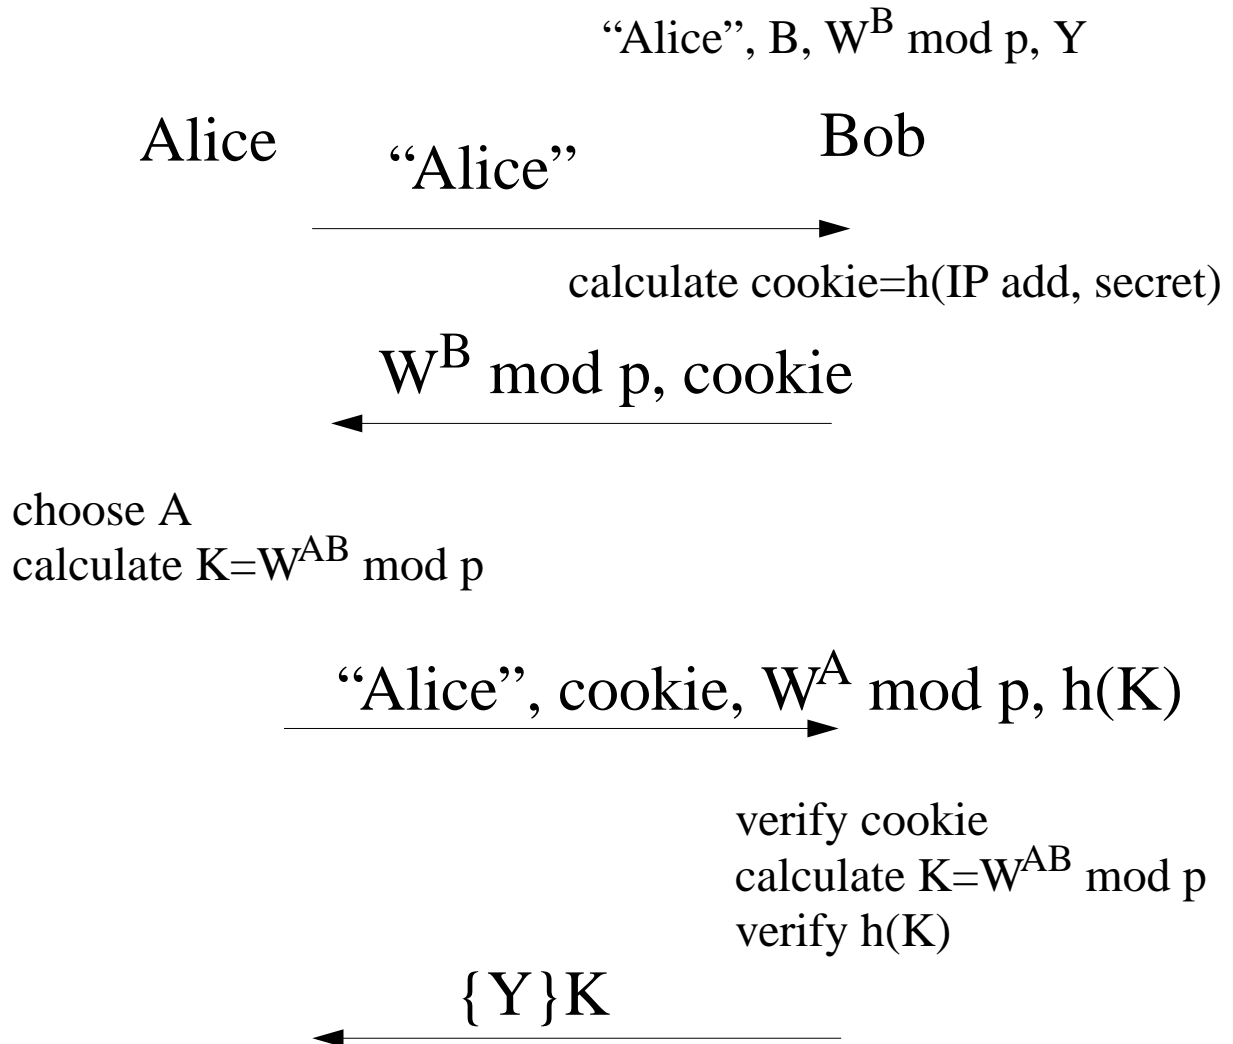 “Alice”, B, W^B mod p, Y
Alice
“Alice”
Bob
calculate cookie=h(IP add, secret)
W^B mod p, cookie
choose A
calculate K=W^AB mod p
“Alice”, cookie, W^A mod p, h(K)
verify cookie
calculate K=W^AB mod p
verify h(K)
{Y}K